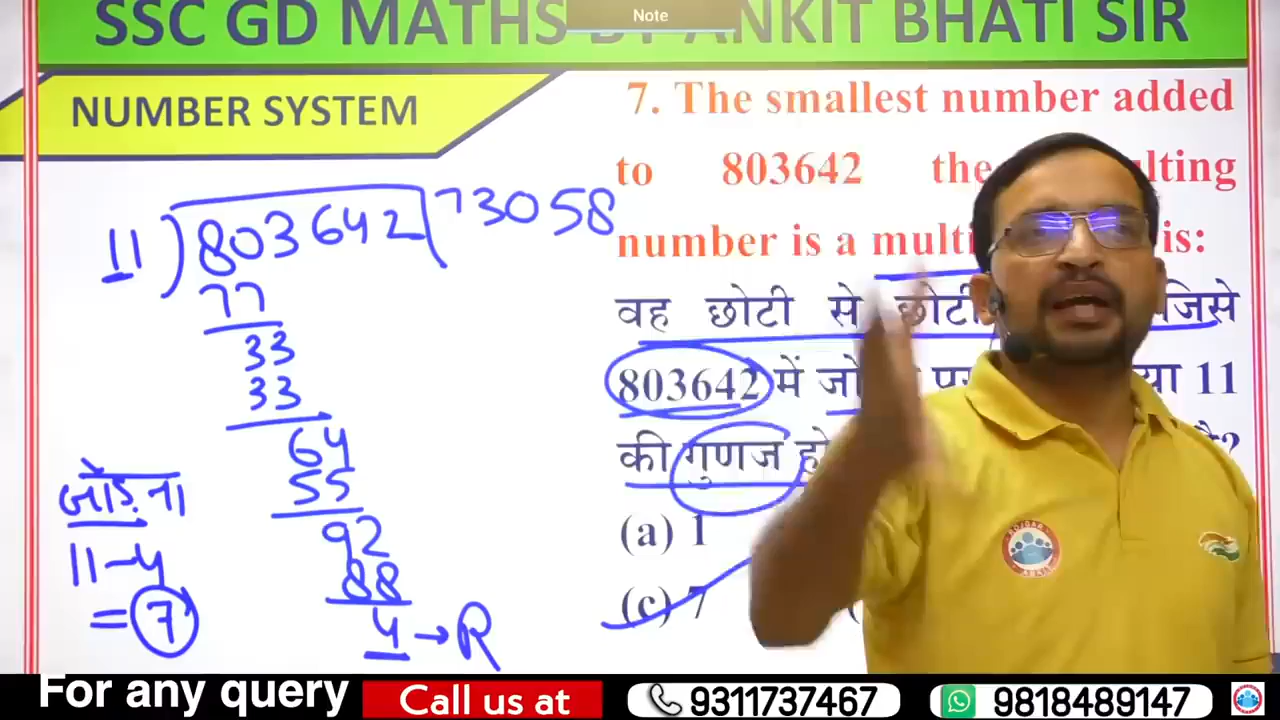 SSC GD MATHS BY ANKIT BHATI SIR
Note
NUMBER SYSTEM
7. The smallest number added
to 803642 the
number is a is:
वह छोटी से छोटी जिसे
803642 में 11
की गुणज
(a) 1
(c) 7
11) 803642 (73058
77
33
33
64
55
92
88
4 → R
जोड़ना
11-4
= 7
ROJGAR
ANKIT
For any query
Call us at
9311737467
9818489147